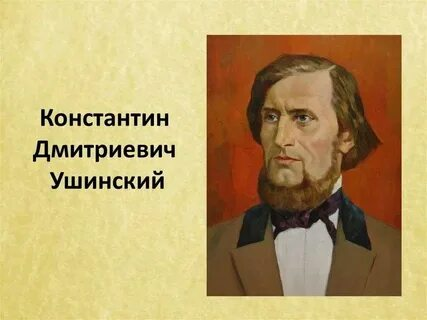 Константин
Дмитриевич
Ушинский